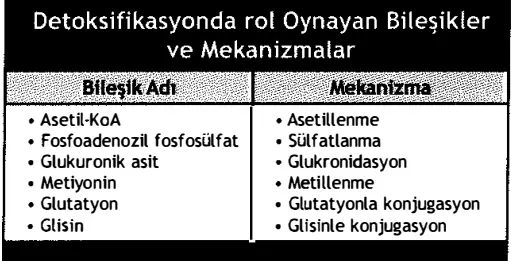 Detoksifikasyonda rol Oynayan Bileşikler
ve Mekanizmalar
Bileşik Adı Mekanizma
• Asetil-KoA • Asetillenme
• Fosfoadenozil fosfosülfat • Sülfatlanma
• Glukuronik asit • Glukronidasyon
• Metiyonin • Metillenme
• Glutatyon • Glutatyonla konjugasyon
• Glisin • Glisinle konjugasyon